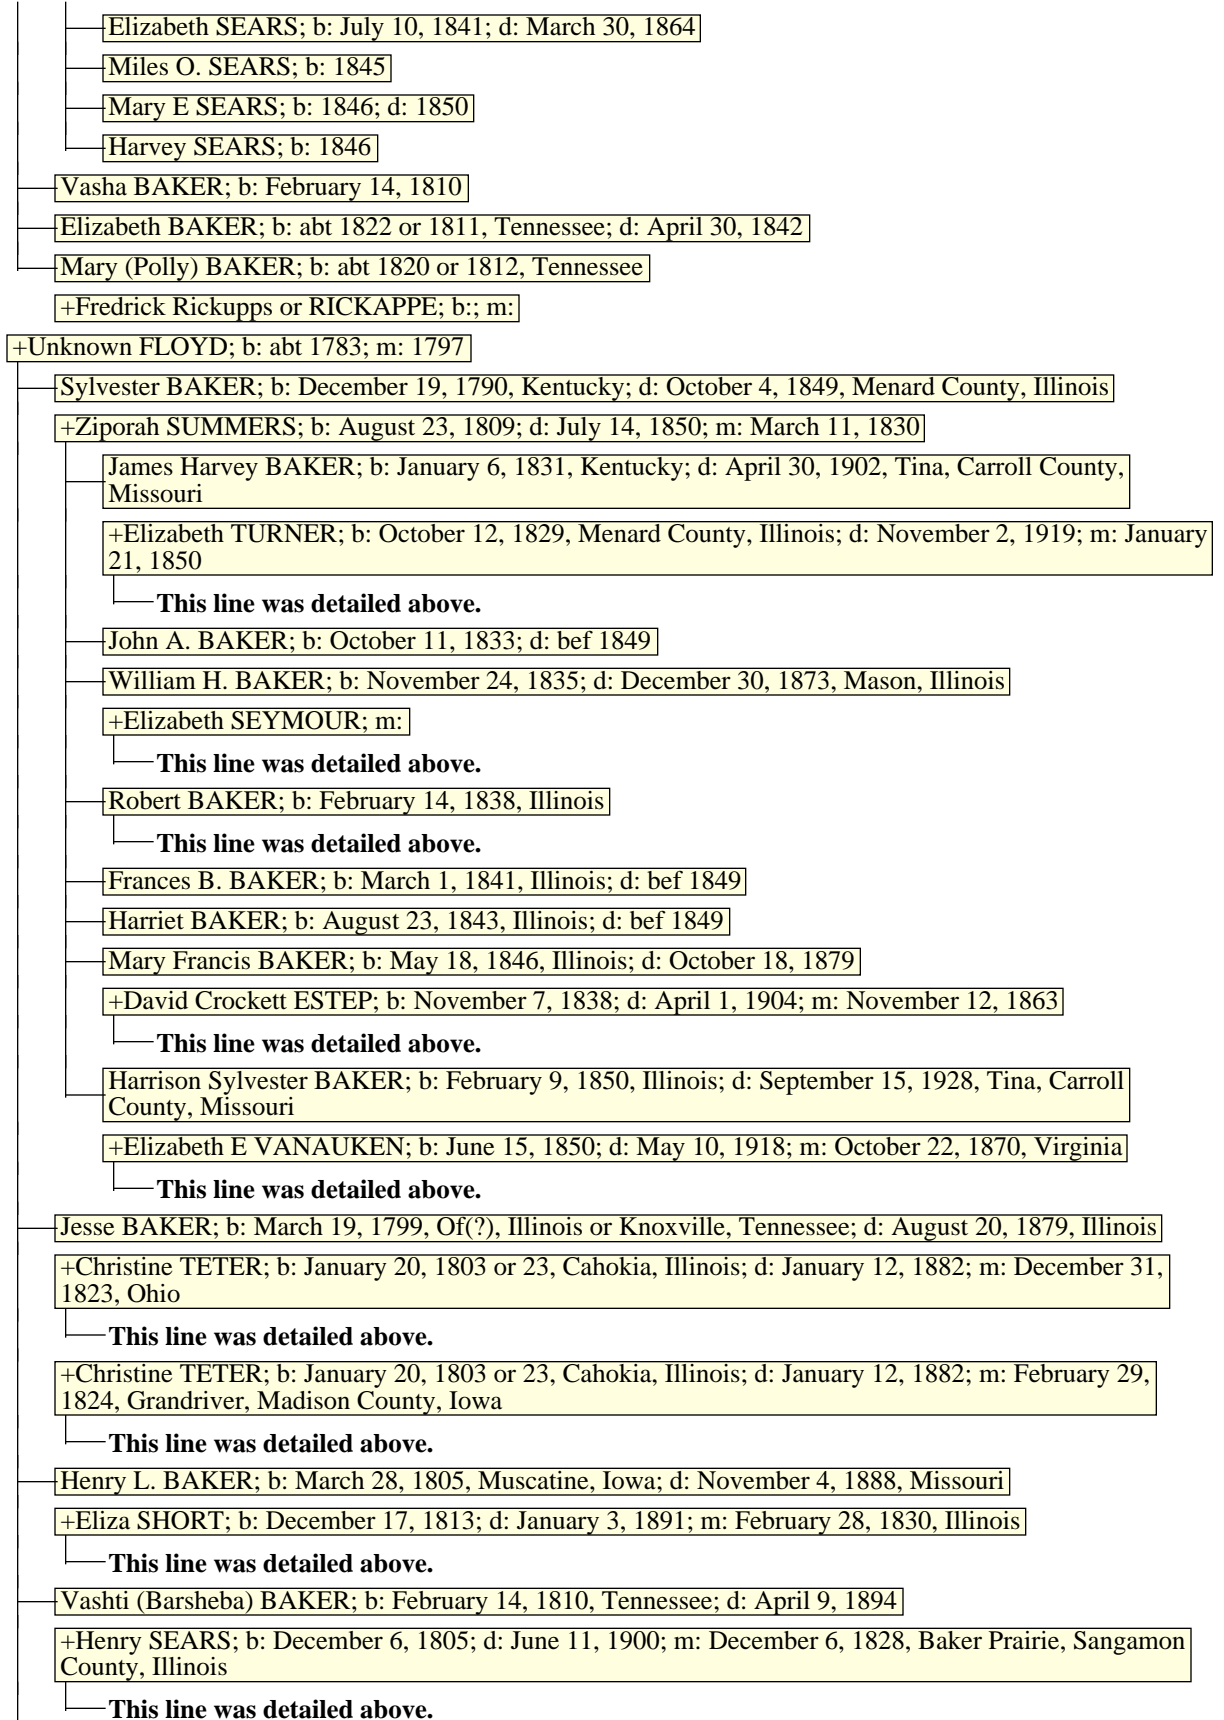 Elizabeth SEARS; b: July 10, 1841; d: March 30, 1864
Miles O. SEARS; b: 1845
Mary E SEARS; b: 1846; d: 1850
Harvey SEARS; b: 1846
Vasha BAKER; b: February 14, 1810
Elizabeth BAKER; b: abt 1822 or 1811, Tennessee; d: April 30, 1842
Mary (Polly) BAKER; b: abt 1820 or 1812, Tennessee
+Fredrick Rickupps or RICKAPPE; b:; m:
+Unknown FLOYD; b: abt 1783; m: 1797
Sylvester BAKER; b: December 19, 1790, Kentucky; d: October 4, 1849, Menard County, Illinois
+Ziporah SUMMERS; b: August 23, 1809; d: July 14, 1850; m: March 11, 1830
James Harvey BAKER; b: January 6, 1831, Kentucky; d: April 30, 1902, Tina, Carroll County,
Missouri
+Elizabeth TURNER; b: October 12, 1829, Menard County, Illinois; d: November 2, 1919; m: January
21, 1850
This line was detailed above.
John A. BAKER; b: October 11, 1833; d: bef 1849
William H. BAKER; b: November 24, 1835; d: December 30, 1873, Mason, Illinois
+Elizabeth SEYMOUR; m:
This line was detailed above.
Robert BAKER; b: February 14, 1838, Illinois
This line was detailed above.
Frances B. BAKER; b: March 1, 1841, Illinois; d: bef 1849
Harriet BAKER; b: August 23, 1843, Illinois; d: bef 1849
Mary Francis BAKER; b: May 18, 1846, Illinois; d: October 18, 1879
+David Crockett ESTEP; b: November 7, 1838; d: April 1, 1904; m: November 12, 1863
This line was detailed above.
Harrison Sylvester BAKER; b: February 9, 1850, Illinois; d: September 15, 1928, Tina, Carroll
County, Missouri
+Elizabeth E VANAUKEN; b: June 15, 1850; d: May 10, 1918; m: October 22, 1870, Virginia
This line was detailed above.
Jesse BAKER; b: March 19, 1799, Of(?), Illinois or Knoxville, Tennessee; d: August 20, 1879, Illinois
+Christine TETER; b: January 20, 1803 or 23, Cahokia, Illinois; d: January 12, 1882; m: December 31,
1823, Ohio
This line was detailed above.
+Christine TETER; b: January 20, 1803 or 23, Cahokia, Illinois; d: January 12, 1882; m: February 29,
1824, Grandriver, Madison County, Iowa
This line was detailed above.
Henry L. BAKER; b: March 28, 1805, Muscatine, Iowa; d: November 4, 1888, Missouri
+Eliza SHORT; b: December 17, 1813; d: January 3, 1891; m: February 28, 1830, Illinois
This line was detailed above.
Vashti (Barsheba) BAKER; b: February 14, 1810, Tennessee; d: April 9, 1894
+Henry SEARS; b: December 6, 1805; d: June 11, 1900; m: December 6, 1828, Baker Prairie, Sangamon
County, Illinois
This line was detailed above.